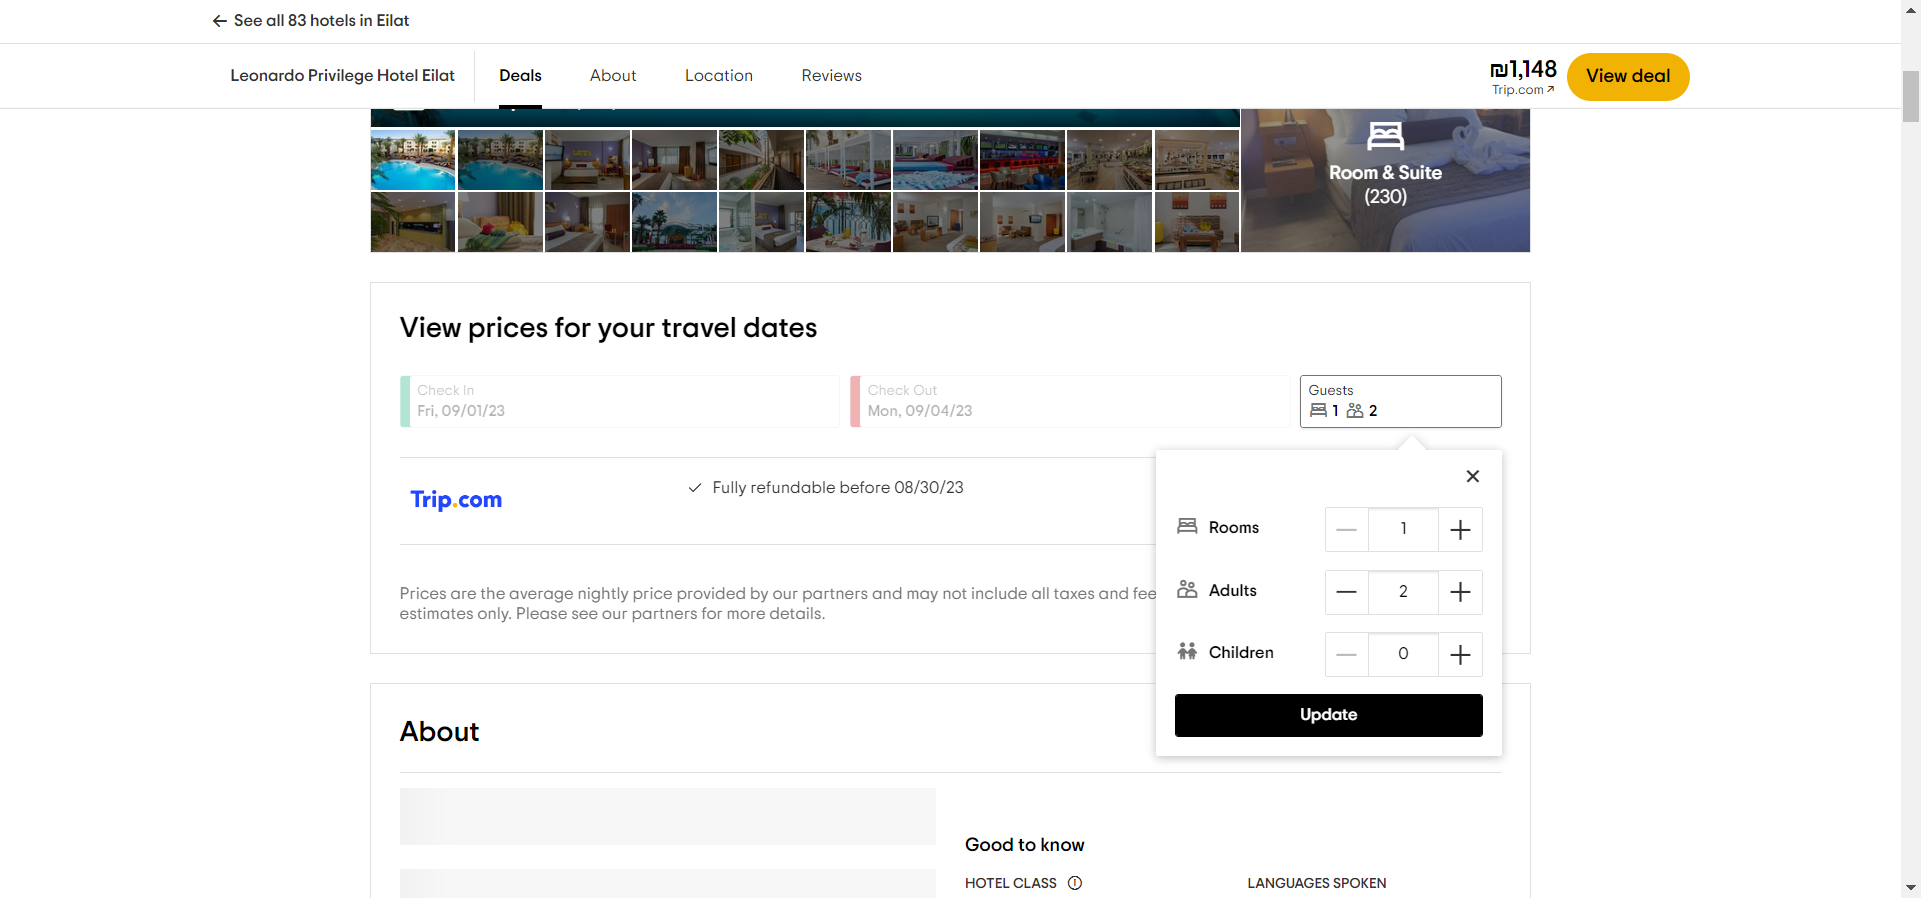 See all 83 hotels in Eilat
Leonardo Privilege Hotel Eilat
Deals
About
Location
Reviews
₪1,148
Trip.com
View deal
Room & Suite
(230)
View prices for your travel dates
Check In
Fri, 09/01/23
Check Out
Mon, 09/04/23
Guests
1 2
Trip.com
Fully refundable before 08/30/23
Rooms
1
Adults
2
Children
0
Update
Prices are the average nightly price provided by our partners and may not include all taxes and fee
estimates only. Please see our partners for more details.
About
Good to know
HOTEL CLASS
LANGUAGES SPOKEN